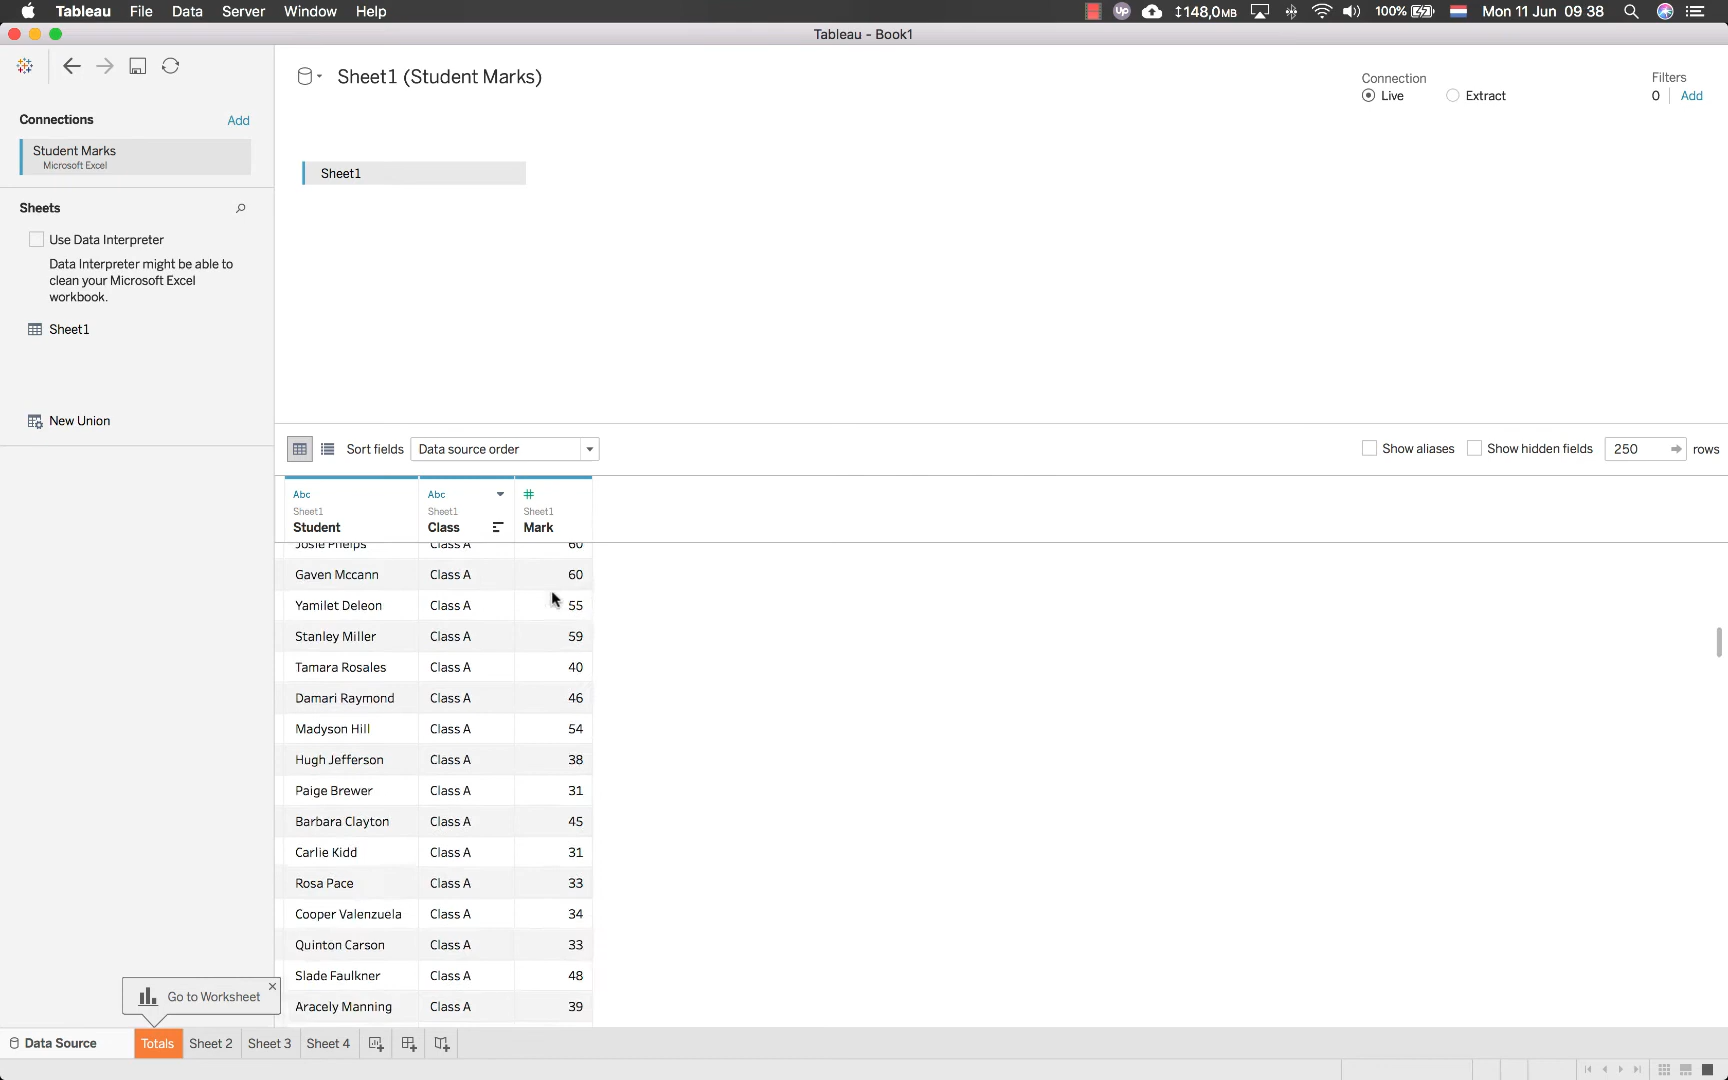 Tableau File Data Server Window Help
Up 148,0MB 100% Mon 11 Jun 09 38
Tableau - Book1
Sheet1 (Student Marks)
Connection
Live Extract
Filters
0 Add
Connections Add
Student Marks
Microsoft Excel
Sheet1
Sheets
Use Data Interpreter
Data Interpreter might be able to
clean your Microsoft Excel
workbook.
Sheet1
New Union
Sort fields Data source order Show aliases Show hidden fields 250 rows
Abc Abc #
Sheet1 Sheet1 Sheet1
Student Class Mark
Josie Phelps Class A 60
Gaven Mccann Class A 60
Yamilet Deleon Class A 55
Stanley Miller Class A 59
Tamara Rosales Class A 40
Damari Raymond Class A 46
Madyson Hill Class A 54
Hugh Jefferson Class A 38
Paige Brewer Class A 31
Barbara Clayton Class A 45
Carlie Kidd Class A 31
Rosa Pace Class A 33
Cooper Valenzuela Class A 34
Quinton Carson Class A 33
Slade Faulkner Class A 48
Aracely Manning Class A 39
Go to Worksheet
Data Source Totals Sheet 2 Sheet 3 Sheet 4